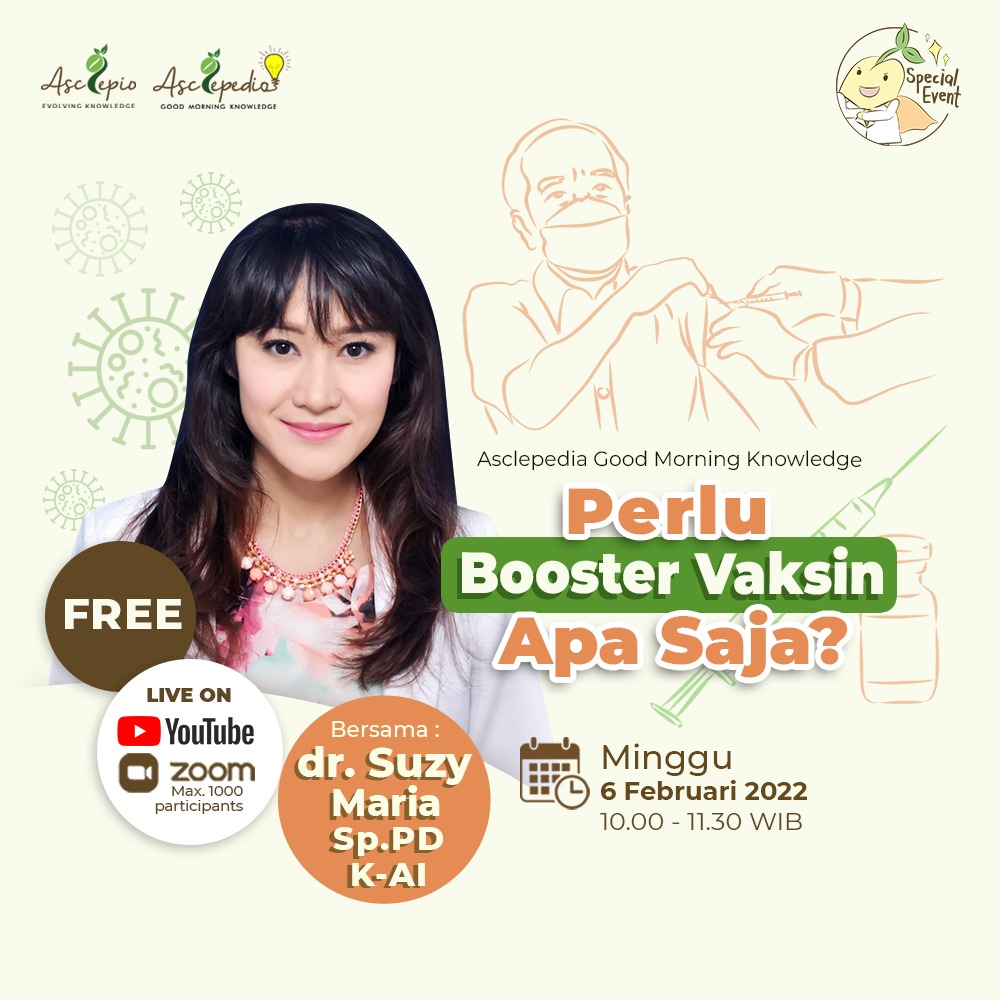 Asclepio
EVOLVING KNOWLEDGE
Asclepedia
GOOD MORNING KNOWLEDGE
Special
Event
Asclepedia Good Morning Knowledge
Perlu
Booster Vaksin
Apa Saja?
FREE
LIVE ON
YouTube
zoom
Max. 1000
participants
Bersama :
dr. Suzy
Maria
Sp.PD
K-AI
Minggu
6 Februari 2022
10.00 - 11.30 WIB